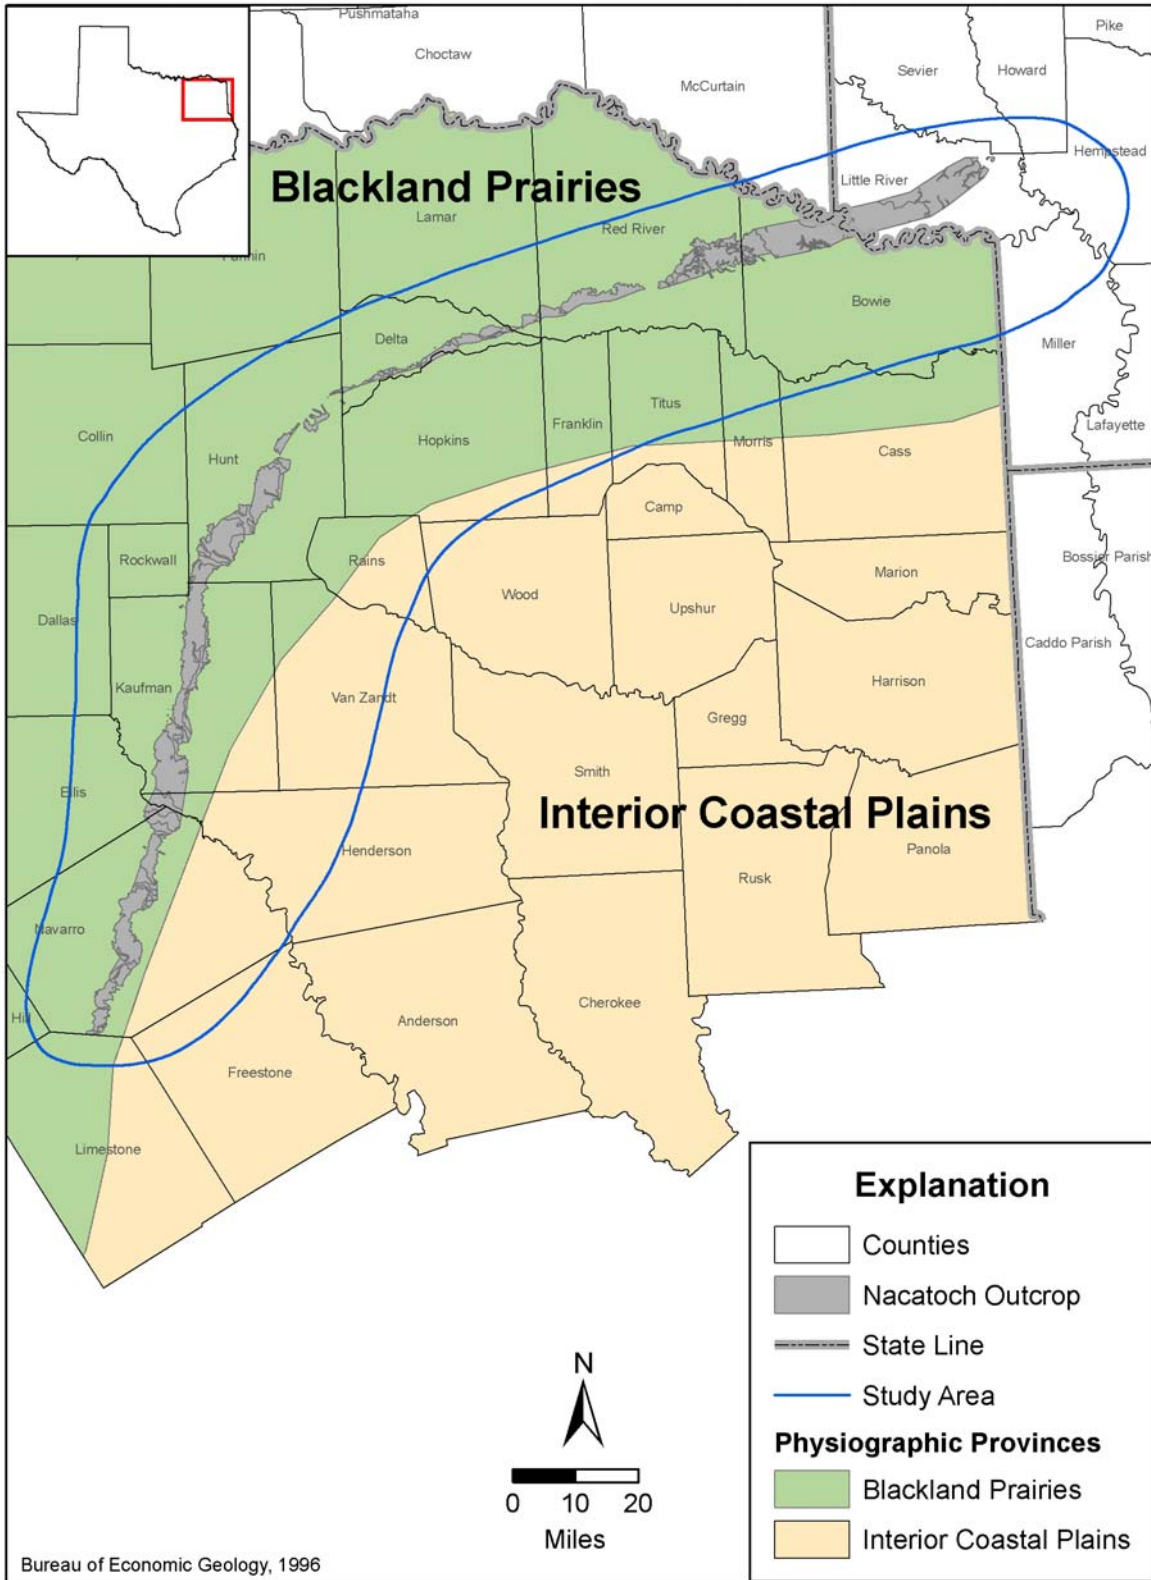 Pushmataha
Choctaw
McCurtain
Sevier
Howard
Pike
Hempstead
Little River
Blackland Prairies
Lamar
Red River
Bowie
Delta
Miller
Collin
Hunt
Hopkins
Franklin
Titus
Morris
Cass
Lafayette
Camp
Rockwall
Rains
Wood
Upshur
Marion
Bossier Parish
Dallas
Caddo Parish
Kaufman
Van Zandt
Harrison
Gregg
Smith
Ellis
Interior Coastal Plains
Henderson
Rusk
Panola
Navarro
Hill
Anderson
Cherokee
Freestone
Limestone
Explanation
Counties
Nacatoch Outcrop
State Line
Study Area
Physiographic Provinces
Blackland Prairies
Interior Coastal Plains
N
0 10 20
Miles
Bureau of Economic Geology, 1996